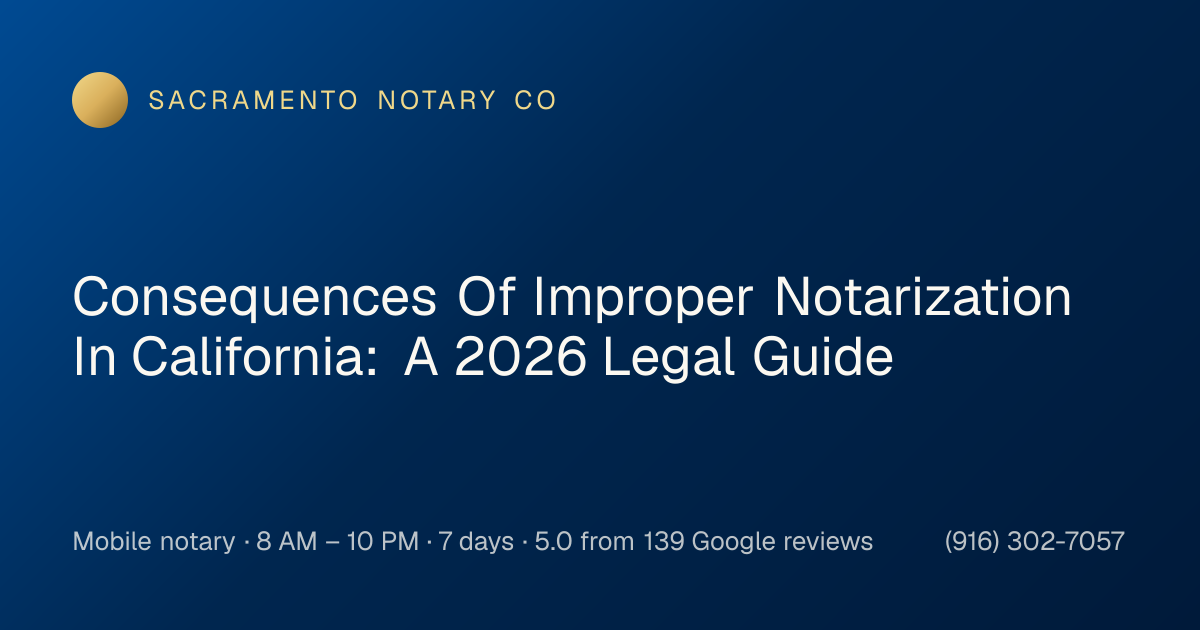 SACRAMENTO NOTARY CO
Consequences Of Improper Notarization
In California: A 2026 Legal Guide
Mobile notary · 8 AM – 10 PM · 7 days · 5.0 from 139 Google reviews
(916) 302-7057